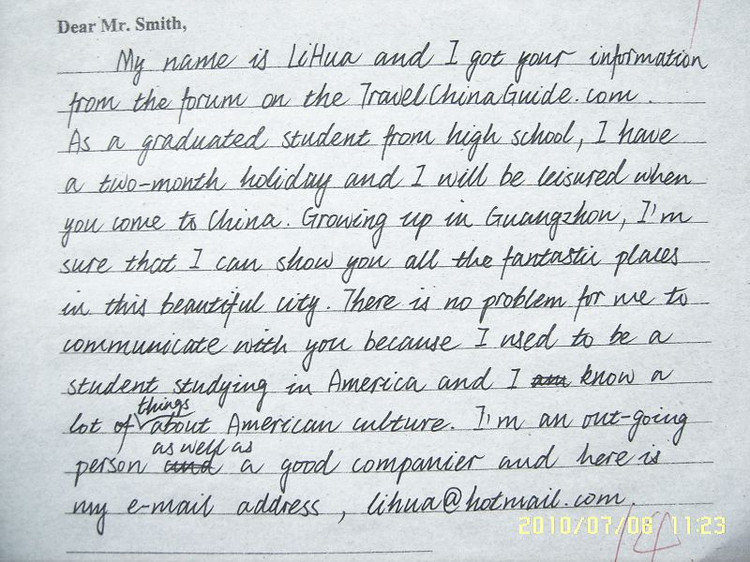 Dear Mr. Smith,
My name is LiHua and I got your information
from the forum on the TravelChinaGuide.com.
As a graduated student from high school, I have
a two-month holiday and I will be leisured when
you come to China. Growing up in Guangzhou, I'm
sure that I can show you all the fantastic places
in this beautiful city. There is no problem for me to
communicate with you because I used to be a
student studying in America and I am know a
things
lot of about American culture. I'm an out-going
as well as
person and a good companier and here is
my e-mail address, lihua@hotmail.com.
2010/07/08 11:23
14